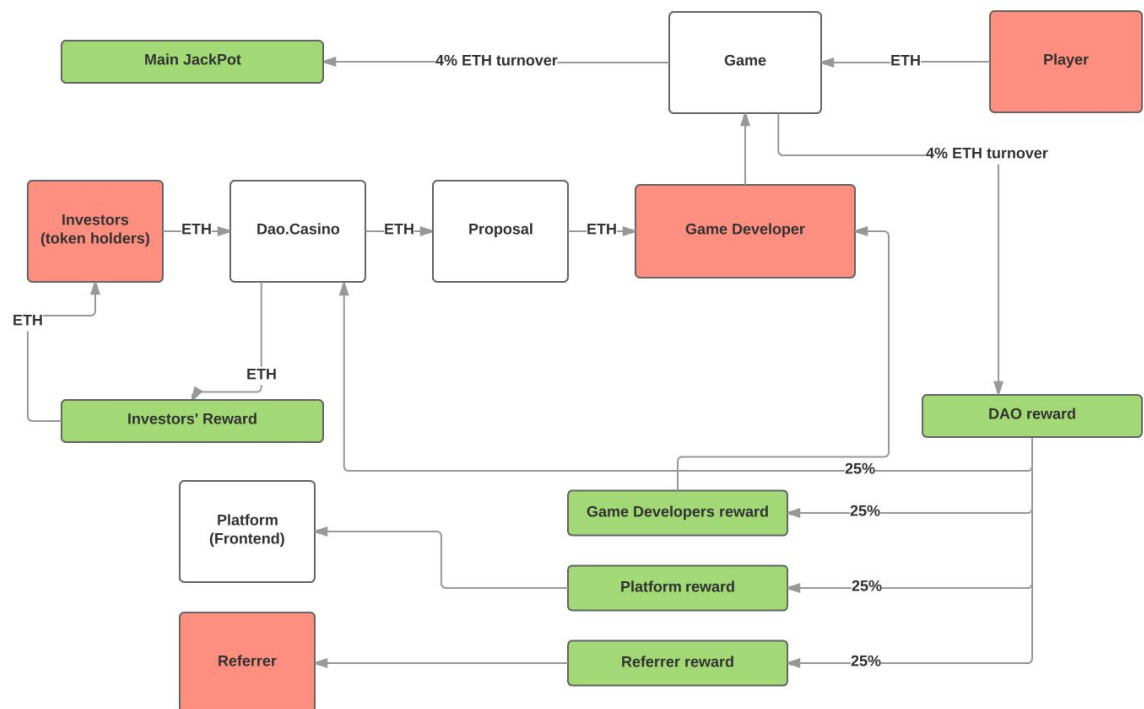 Main JackPot
4% ETH turnover
Game
ETH
Player
4% ETH turnover
Investors
(token holders)
ETH
Dao.Casino
ETH
Proposal
ETH
Game Developer
ETH
ETH
Investors' Reward
DAO reward
25%
Game Developers reward
25%
Platform
(Frontend)
Platform reward
25%
Referrer
Referrer reward
25%